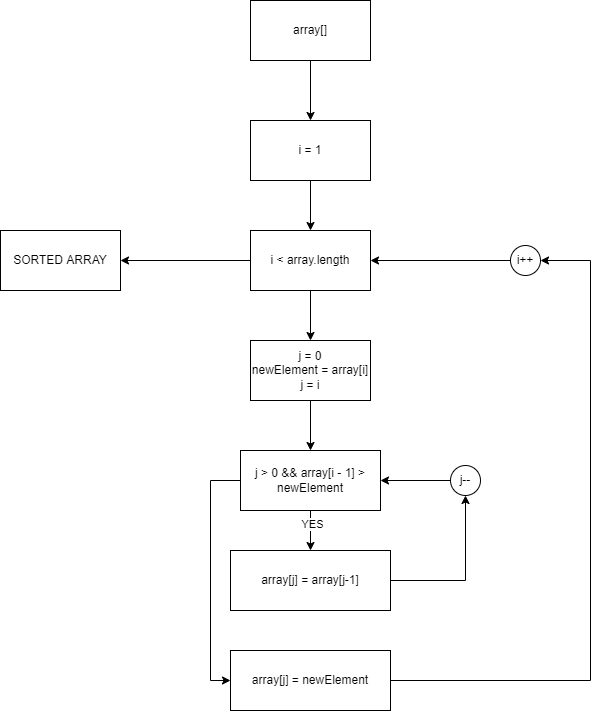 array[]
i = 1
SORTED ARRAY
i < array.length
i++
j = 0
newElement = array[i]
j = i
j > 0 && array[i - 1] >
newElement
j--
YES
array[j] = array[j-1]
array[j] = newElement